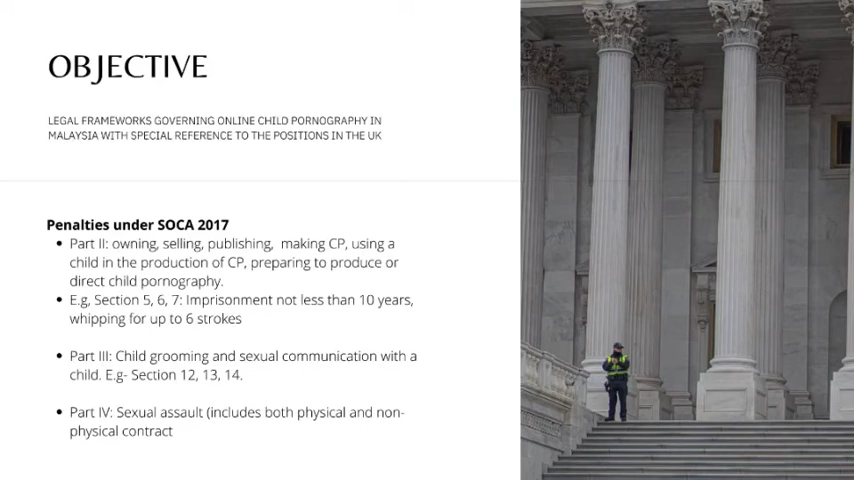 OBJECTIVE
LEGAL FRAMEWORKS GOVERNING ONLINE CHILD PORNOGRAPHY IN
MALAYSIA WITH SPECIAL REFERENCE TO THE POSITIONS IN THE UK
Penalties under SOCA 2017
• Part II: owning, selling, publishing, making CP, using a
child in the production of CP, preparing to produce or
direct child pornography.
• E.g, Section 5, 6, 7: Imprisonment not less than 10 years,
whipping for up to 6 strokes
• Part III: Child grooming and sexual communication with a
child. E.g- Section 12, 13, 14.
• Part IV: Sexual assault (includes both physical and non-
physical contract